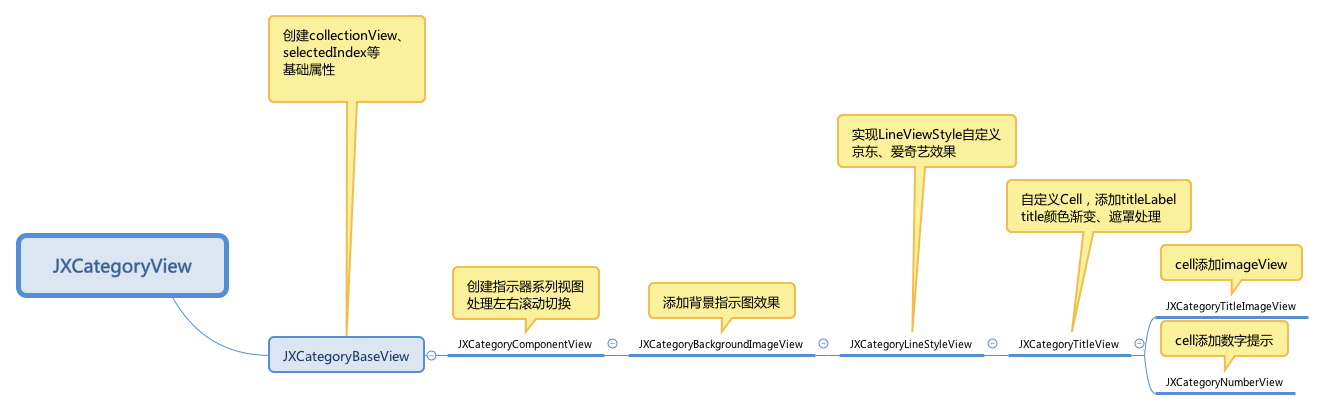 创建collectionView、
selectedIndex等
基础属性
实现LineViewStyle自定义
京东、爱奇艺效果
自定义Cell，添加titleLabel
title颜色渐变、遮罩处理
JXCategoryView
创建指示器系列视图
处理左右滚动切换
添加背景指示图效果
cell添加imageView
JXCategoryTitleImageView
JXCategoryBaseView
JXCategoryComponentView
JXCategoryBackgroundImageView
JXCategoryLineStyleView
JXCategoryTitleView
cell添加数字提示
JXCategoryNumberView